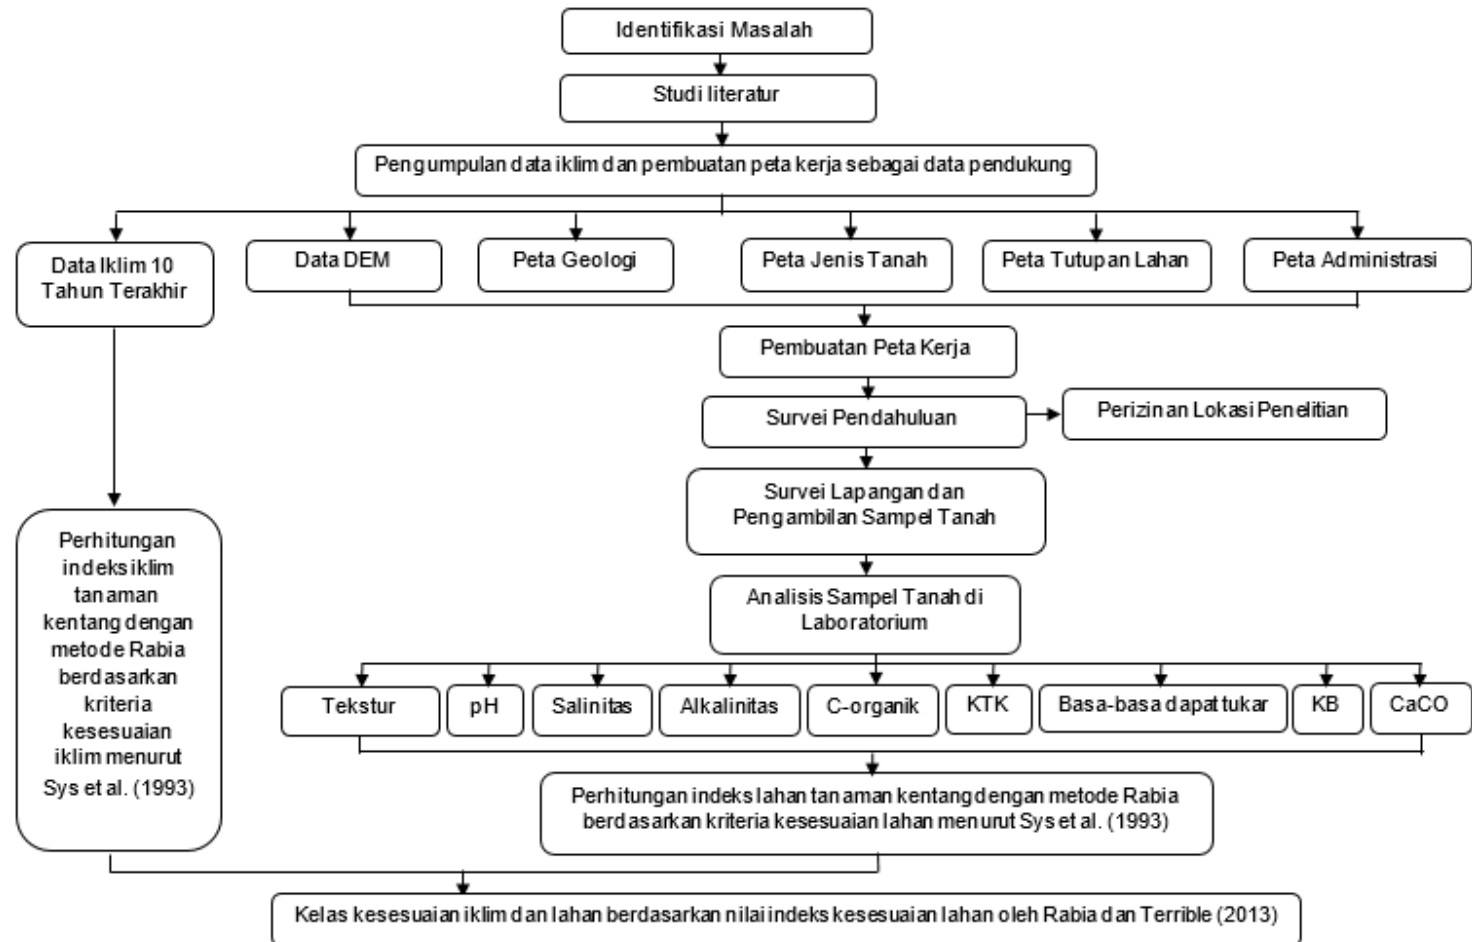 Identifikasi Masalah
Studi literatur
Pengumpulan data iklim dan pembuatan peta kerja sebagai data pendukung
Data Iklim 10
Tahun Terakhir
Data DEM
Peta Geologi
Peta Jenis Tanah
Peta Tutupan Lahan
Peta Administrasi
Pembuatan Peta Kerja
Survei Pendahuluan
Perizinan Lokasi Penelitian
Survei Lapangan dan
Pengambilan Sampel Tanah
Analisis Sampel Tanah di
Laboratorium
Perhitungan
indeks iklim
tanaman
kentang dengan
metode Rabia
berdasarkan
kriteria
kesesuaian
iklim menurut
Sys et al. (1993)
Tekstur
pH
Salinitas
Alkalinitas
C-organik
KTK
Basa-basa dapat tukar
KB
CaCO
Perhitungan indeks lahan tanaman kentang dengan metode Rabia
berdasarkan kriteria kesesuaian lahan menurut Sys et al. (1993)
Kelas kesesuaian iklim dan lahan berdasarkan nilai indeks kesesuaian lahan oleh Rabia dan Terrible (2013)